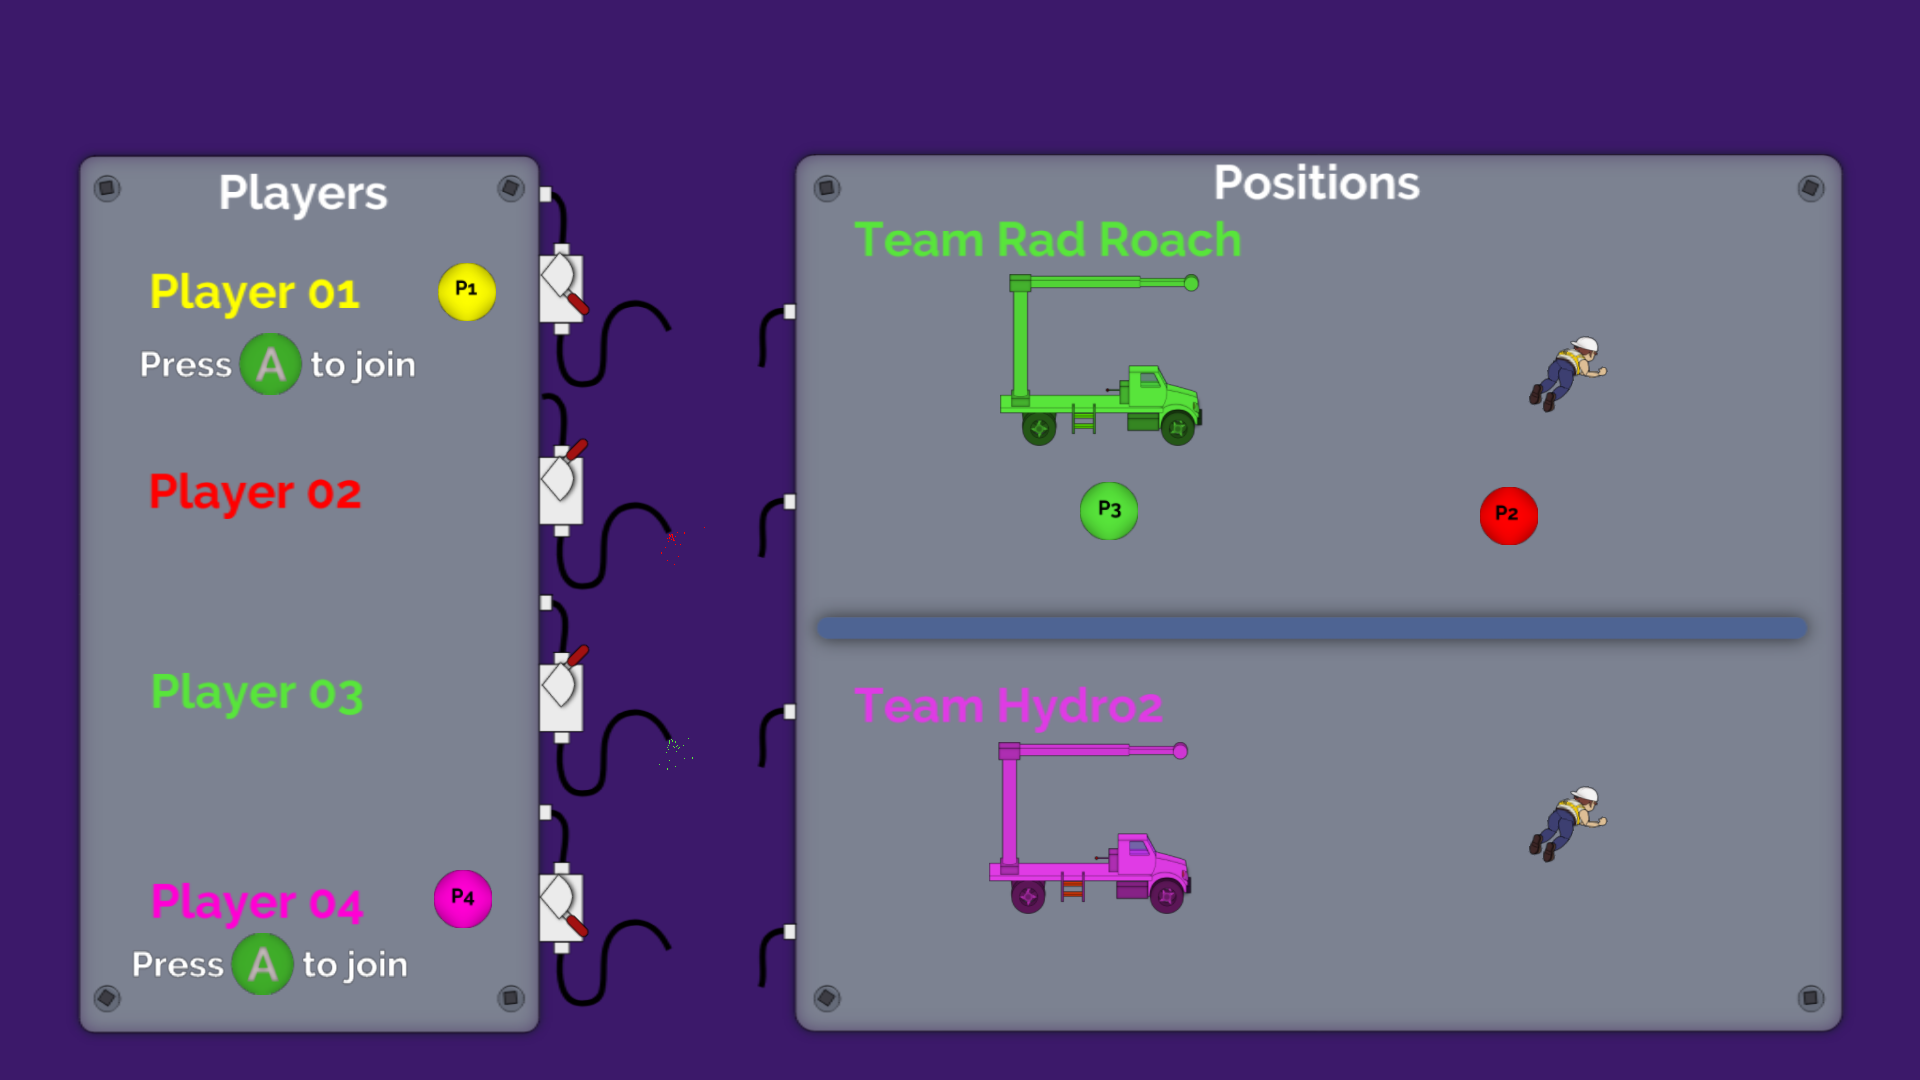 Players
Player 01
P1
Press A to join
Player 02
Player 03
Player 04
P4
Press A to join
Positions
Team Rad Roach
P3
P2
Team Hydro2